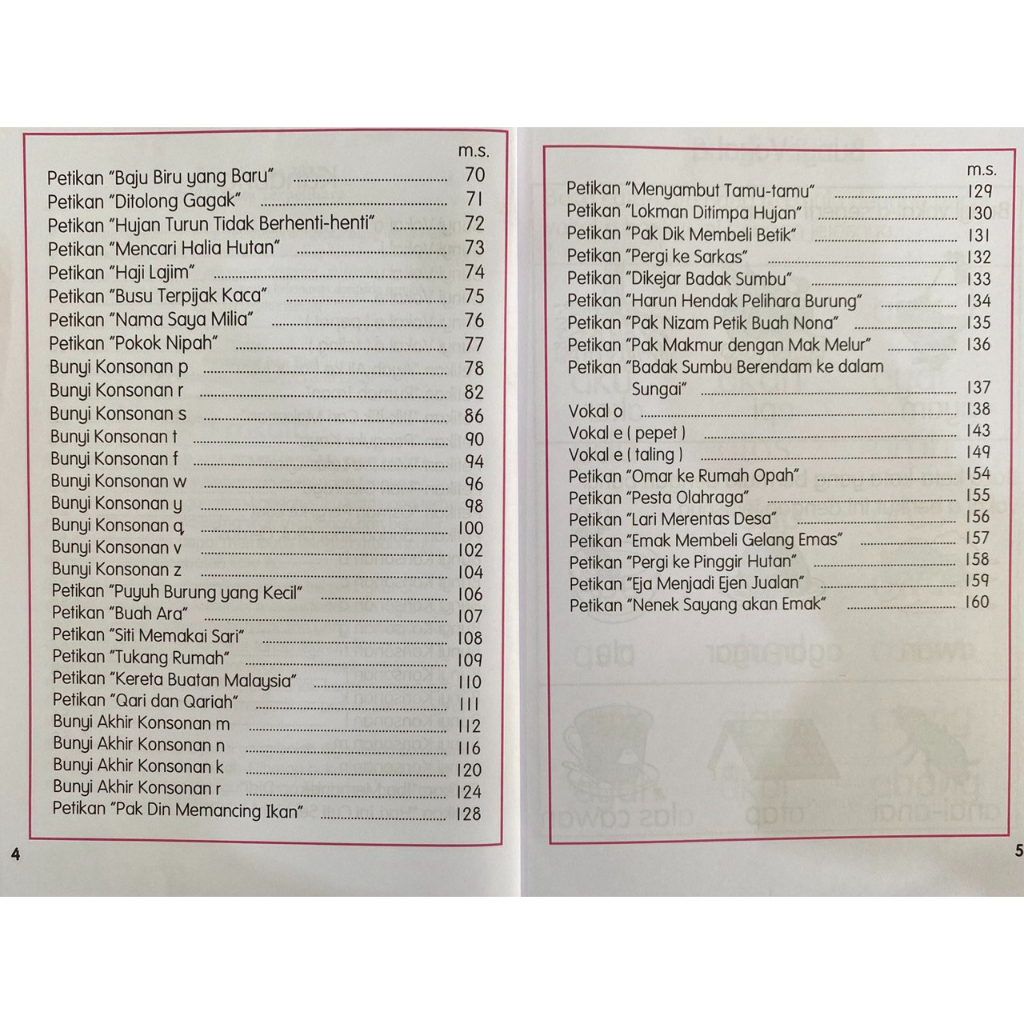 m.s.
Petikan "Baju Biru yang Baru" ........ 70
Petikan "Ditolong Gagak" ........ 71
Petikan "Hujan Turun Tidak Berhenti-henti" ........ 72
Petikan "Mencari Halia Hutan" ........ 73
Petikan "Haji Lajim" ........ 74
Petikan "Busu Terpijak Kaca" ........ 75
Petikan "Nama Saya Milia" ........ 76
Petikan "Pokok Nipah" ........ 77
Bunyi Konsonan p ........ 78
Bunyi Konsonan r ........ 82
Bunyi Konsonan s ........ 86
Bunyi Konsonan t ........ 90
Bunyi Konsonan f ........ 94
Bunyi Konsonan w ........ 96
Bunyi Konsonan y ........ 98
Bunyi Konsonan q ........ 100
Bunyi Konsonan v ........ 102
Bunyi Konsonan z ........ 104
Petikan "Puyuh Burung yang Kecil" ........ 106
Petikan "Buah Ara" ........ 107
Petikan "Siti Memakai Sari" ........ 108
Petikan "Tukang Rumah" ........ 109
Petikan "Kereta Buatan Malaysia" ........ 110
Petikan "Qari dan Qariah" ........ 111
Bunyi Akhir Konsonan m ........ 112
Bunyi Akhir Konsonan n ........ 116
Bunyi Akhir Konsonan k ........ 120
Bunyi Akhir Konsonan r ........ 124
Petikan "Pak Din Memancing Ikan" ........ 128
4
m.s.
Petikan "Menyambut Tamu-tamu" ........ 129
Petikan "Lokman Ditimpa Hujan" ........ 130
Petikan "Pak Dik Membeli Betik" ........ 131
Petikan "Pergi ke Sarkas" ........ 132
Petikan "Dikejar Badak Sumbu" ........ 133
Petikan "Harun Hendak Pelihara Burung" ........ 134
Petikan "Pak Nizam Petik Buah Nona" ........ 135
Petikan "Pak Makmur dengan Mak Melur" ........ 136
Petikan "Badak Sumbu Berendam ke dalam
Sungai" ........ 137
Vokal o ........ 138
Vokal e ( pepet ) ........ 143
Vokal e ( taling ) ........ 149
Petikan "Omar ke Rumah Opah" ........ 154
Petikan "Pesta Olahraga" ........ 155
Petikan "Lari Merentas Desa" ........ 156
Petikan "Emak Membeli Gelang Emas" ........ 157
Petikan "Pergi ke Pinggir Hutan" ........ 158
Petikan "Eja Menjadi Ejen Jualan" ........ 159
Petikan "Nenek Sayang akan Emak" ........ 160
5